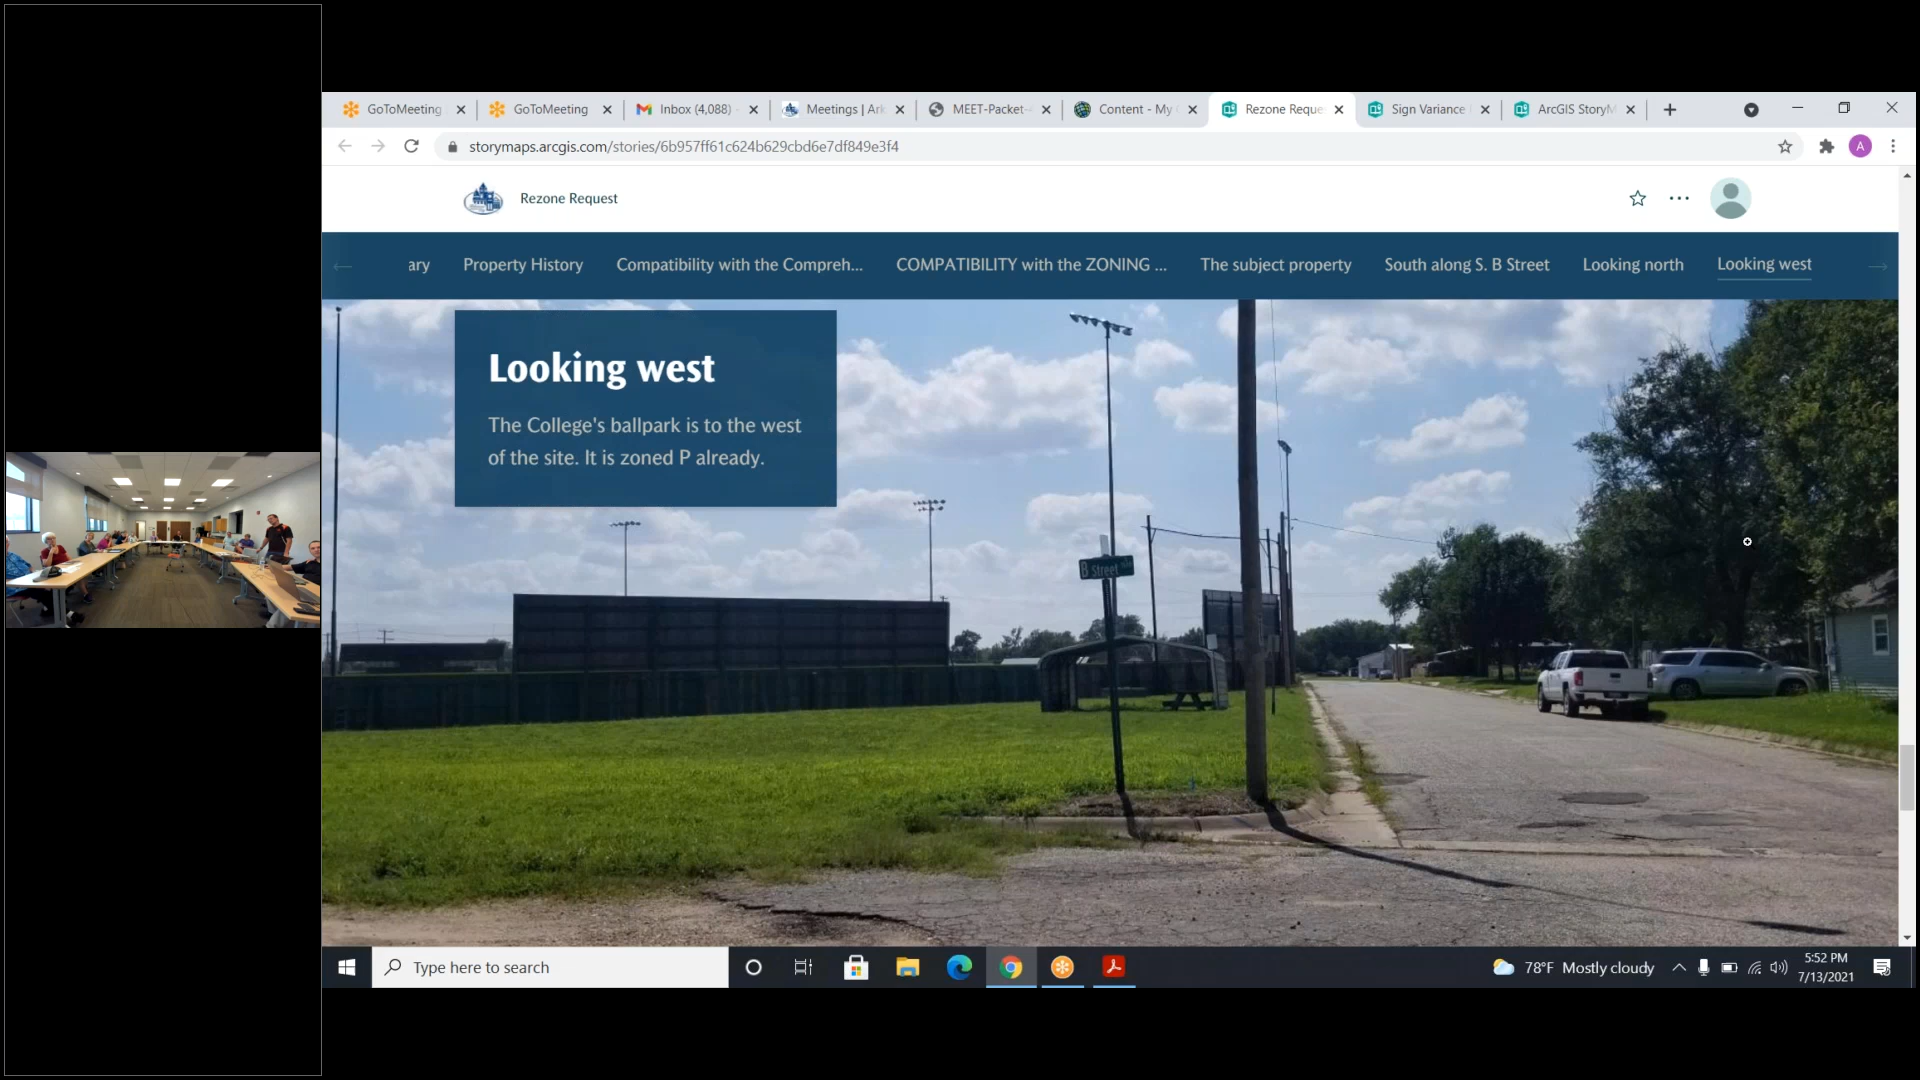 GoToMeeting
GoToMeeting
Inbox (4,088)
Meetings | Ark
MEET-Packet-
Content - My
Rezone Reque
Sign Variance
ArcGIS StoryM
storymaps.arcgis.com/stories/6b957ff61c624b629cbd6e7df849e3f4
A
Rezone Request
ary
Property History
Compatibility with the Compreh...
COMPATIBILITY with the ZONING ...
The subject property
South along S. B Street
Looking north
Looking west
Looking west
The College's ballpark is to the west
of the site. It is zoned P already.
B Street
Type here to search
78°F Mostly cloudy
5:52 PM
7/13/2021